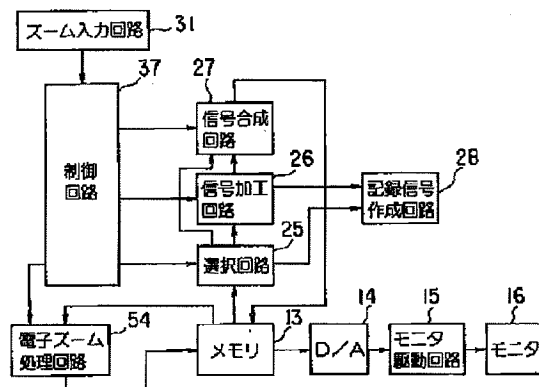 ズーム入力回路
31
37
27
信号合成
回路
制御
回路
26
信号加工
回路
28
記録信号
作成回路
25
選択回路
54
電子ズーム
処理回路
13
メモリ
14
D/A
15
モニタ
駆動回路
16
モニタ